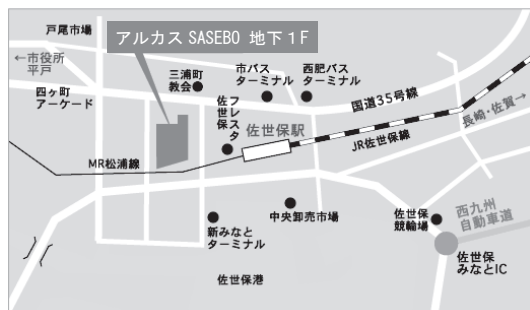 戸尾市場
アルカス SASEBO 地下１F
←市役所
平戸
三浦町
教会
市バス
ターミナル
西肥バス
ターミナル
四ヶ町
アーケード
国道35号線
フレスタ
佐世保
佐世保駅
長崎・佐賀→
JR佐世保線
MR松浦線
中央卸売市場
新みなと
ターミナル
佐世保
競輪場
西九州
自動車道
佐世保
みなとIC
佐世保港